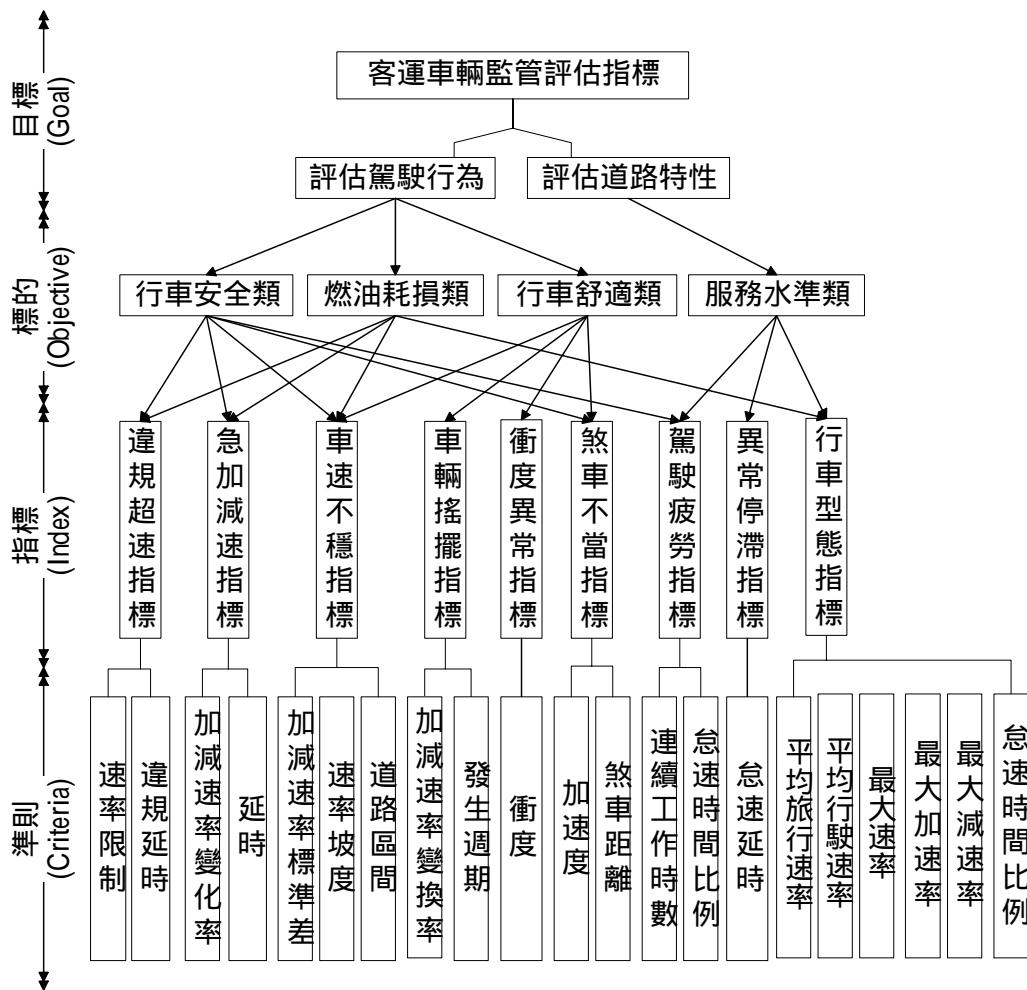 客運車輛監管評估指標
目標
(Goal)
評估駕駛行為
評估道路特性
標的
(Objective)
行車安全類
燃油耗損類
行車舒適類
服務水準類
指標
(Index)
違規超速指標
急加減速指標
車速不穩指標
車輛搖擺指標
衝度異常指標
煞車不當指標
駕駛疲勞指標
異常停滯指標
行車型態指標
準則
(Criteria)
速率限制
違規延時
加減速率變化率
延時
加減速率標準差
速率坡度
道路區間
加減速率變換率
發生週期
衝度
加速度
煞車距離
連續工作時數
怠速時間比例
怠速延時
平均旅行速率
平均行駛速率
最大速率
最大加速率
最大減速率
怠速時間比例